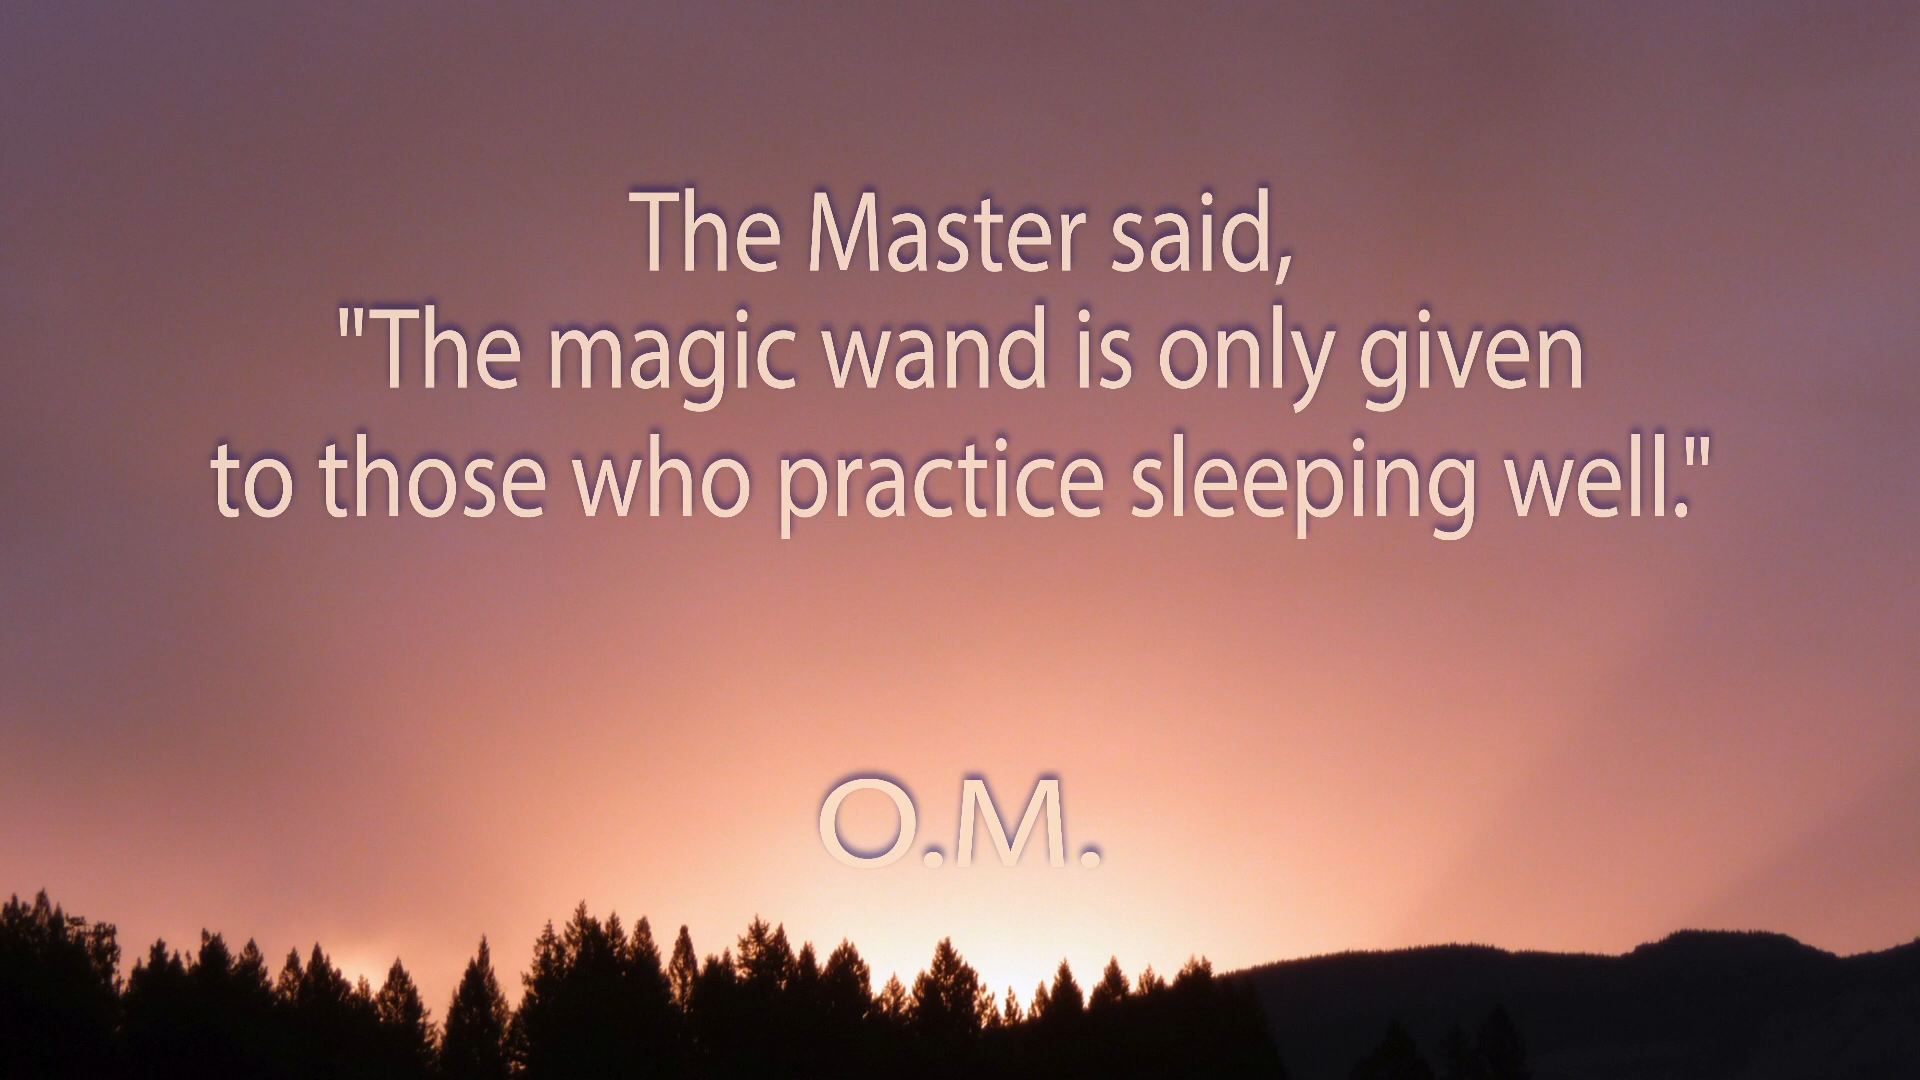 The Master said,
"The magic wand is only given
to those who practice sleeping well."
O.M.